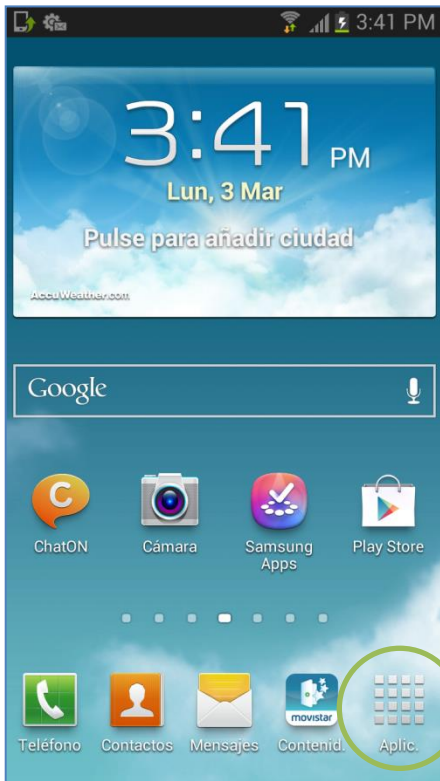 3:41 PM
3:41 PM
Lun, 3 Mar
Pulse para añadir ciudad
AccuWeather.com
Google
C
ChatON
Cámara
Samsung
Apps
Play Store
movistar
Teléfono
Contactos
Mensajes
Contenid.
Aplic.